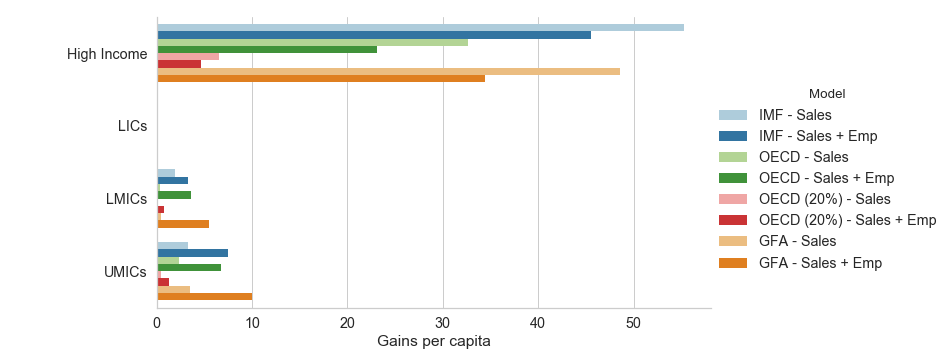 High Income
LICs
LMICs
UMICs
0 10 20 30 40 50
Gains per capita
Model
IMF - Sales
IMF - Sales + Emp
OECD - Sales
OECD - Sales + Emp
OECD (20%) - Sales
OECD (20%) - Sales + Emp
GFA - Sales
GFA - Sales + Emp